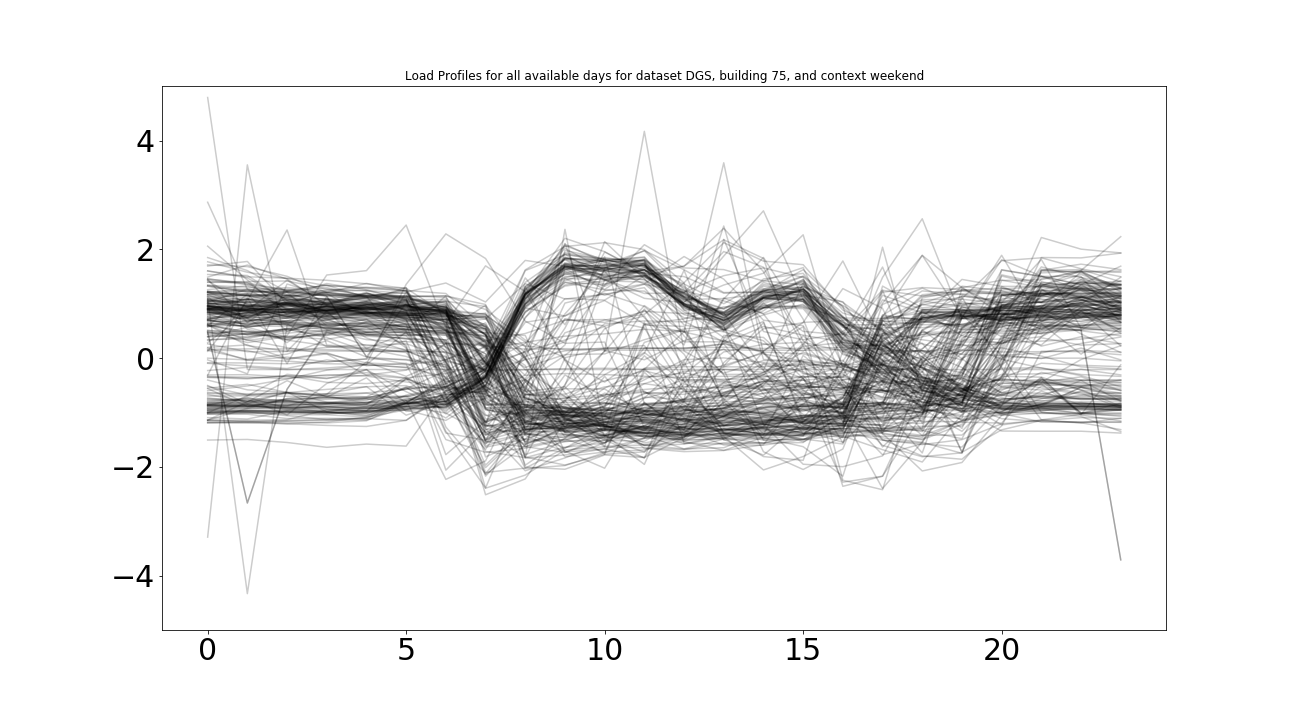 Load Profiles for all available days for dataset DGS, building 75, and context weekend
4
2
0
−2
−4
0 5 10 15 20